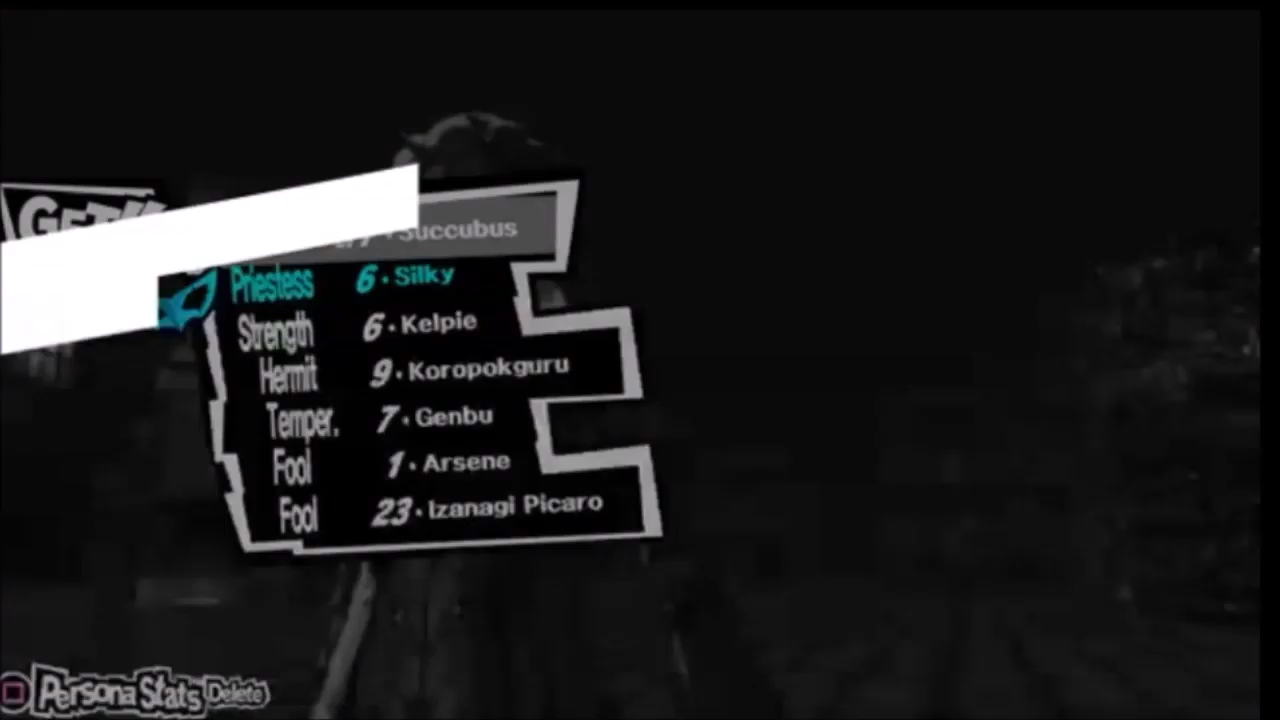 GET!!
Succubus
Priestess 6 · Silky
Strength 6 · Kelpie
Hermit 9 · Koropokguru
Temper. 7 · Genbu
Fool 1 · Arsene
Fool 23 · Izanagi Picaro
Persona Stats Delete